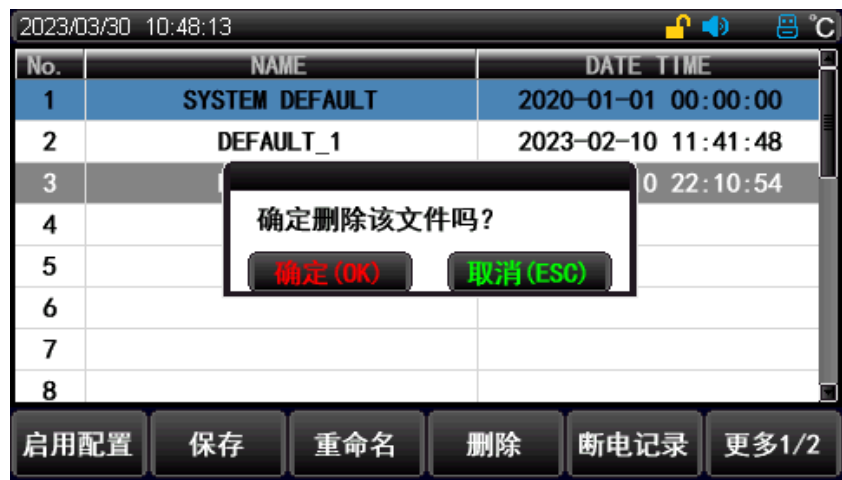 2023/03/30 10:48:13 ℃
No. NAME DATE TIME
1 SYSTEM DEFAULT 2020-01-01 00:00:00
2 DEFAULT_1 2023-02-10 11:41:48
3 0 22:10:54
4
确定删除该文件吗?
5
确定(OK) 取消(ESC)
6
7
8
启用配置 保存 重命名 删除 断电记录 更多1/2